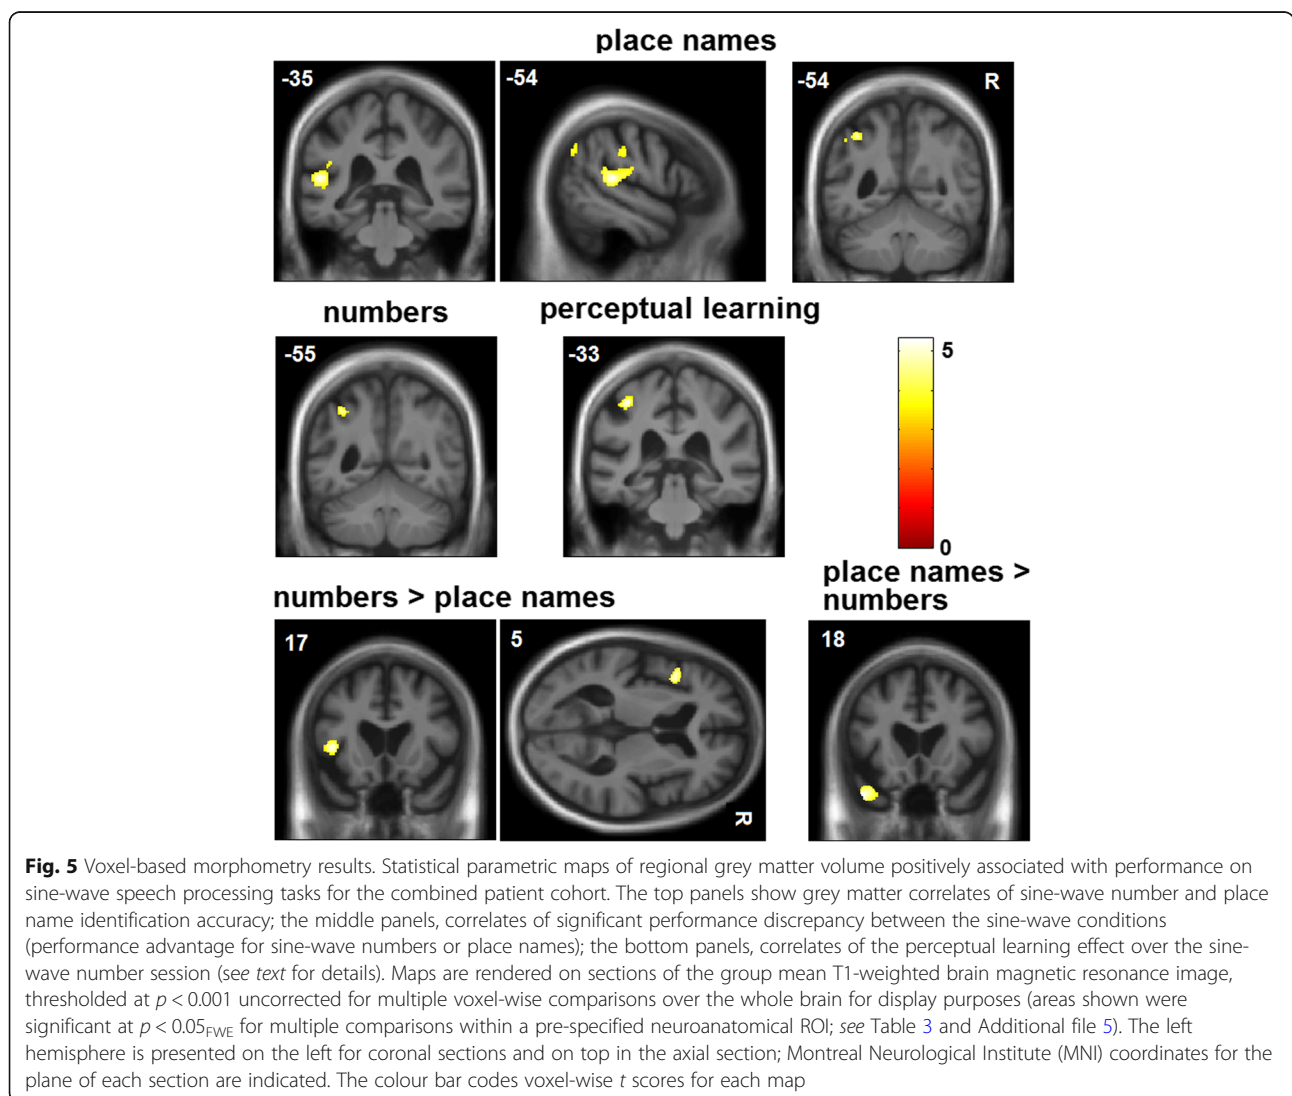 place names
-35
-54
-54
R
numbers
perceptual learning
-55
-33
5
0
numbers > place names
place names >
numbers
17
5
R
18
Fig. 5 Voxel-based morphometry results. Statistical parametric maps of regional grey matter volume positively associated with performance on
sine-wave speech processing tasks for the combined patient cohort. The top panels show grey matter correlates of sine-wave number and place
name identification accuracy; the middle panels, correlates of significant performance discrepancy between the sine-wave conditions
(performance advantage for sine-wave numbers or place names); the bottom panels, correlates of the perceptual learning effect over the sine-
wave number session (see text for details). Maps are rendered on sections of the group mean T1-weighted brain magnetic resonance image,
thresholded at p < 0.001 uncorrected for multiple voxel-wise comparisons over the whole brain for display purposes (areas shown were
significant at p < 0.05FWE for multiple comparisons within a pre-specified neuroanatomical ROI; see Table 3 and Additional file 5). The left
hemisphere is presented on the left for coronal sections and on top in the axial section; Montreal Neurological Institute (MNI) coordinates for the
plane of each section are indicated. The colour bar codes voxel-wise t scores for each map